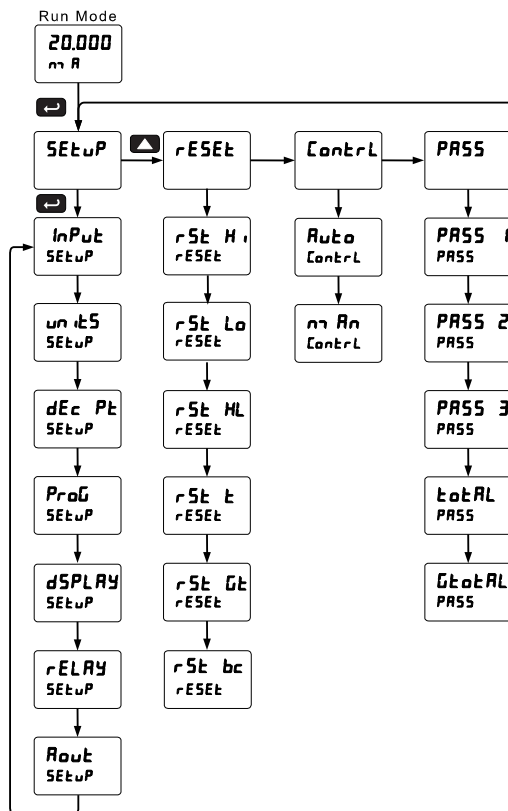 Run Mode
20.000
mA
SEtuP
rESEt
ContrL
PASS
InPut
SEtuP
rSt Hi
rESEt
Auto
ContrL
PASS 1
PASS
unitS
SEtuP
rSt Lo
rESEt
mAn
ContrL
PASS 2
PASS
dEc Pt
SEtuP
rSt HL
rESEt
PASS 3
PASS
ProG
SEtuP
rSt t
rESEt
totAL
PASS
dSPLAY
SEtuP
rSt Gt
rESEt
GtotAL
PASS
rELAY
SEtuP
rSt bc
rESEt
Aout
SEtuP